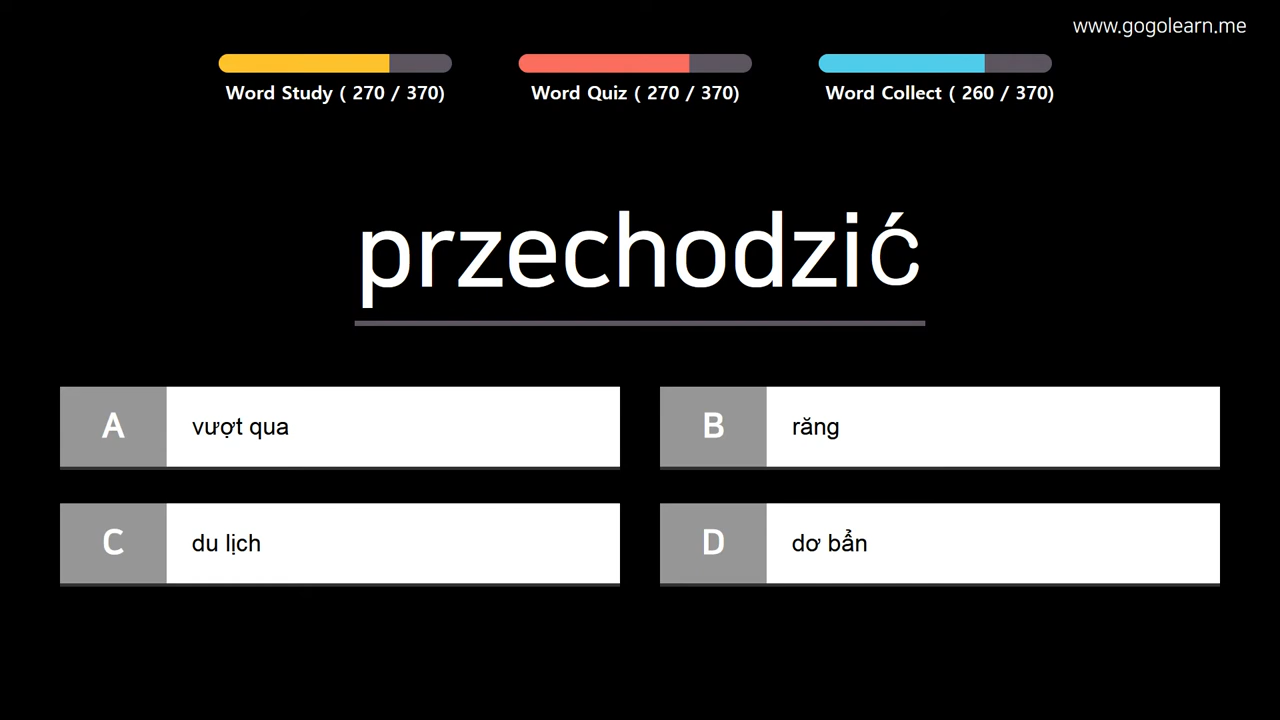 www.gogolearn.me
Word Study ( 270 / 370)
Word Quiz ( 270 / 370)
Word Collect ( 260 / 370)
przechodzić
A
vượt qua
B
răng
C
du lịch
D
dơ bẩn